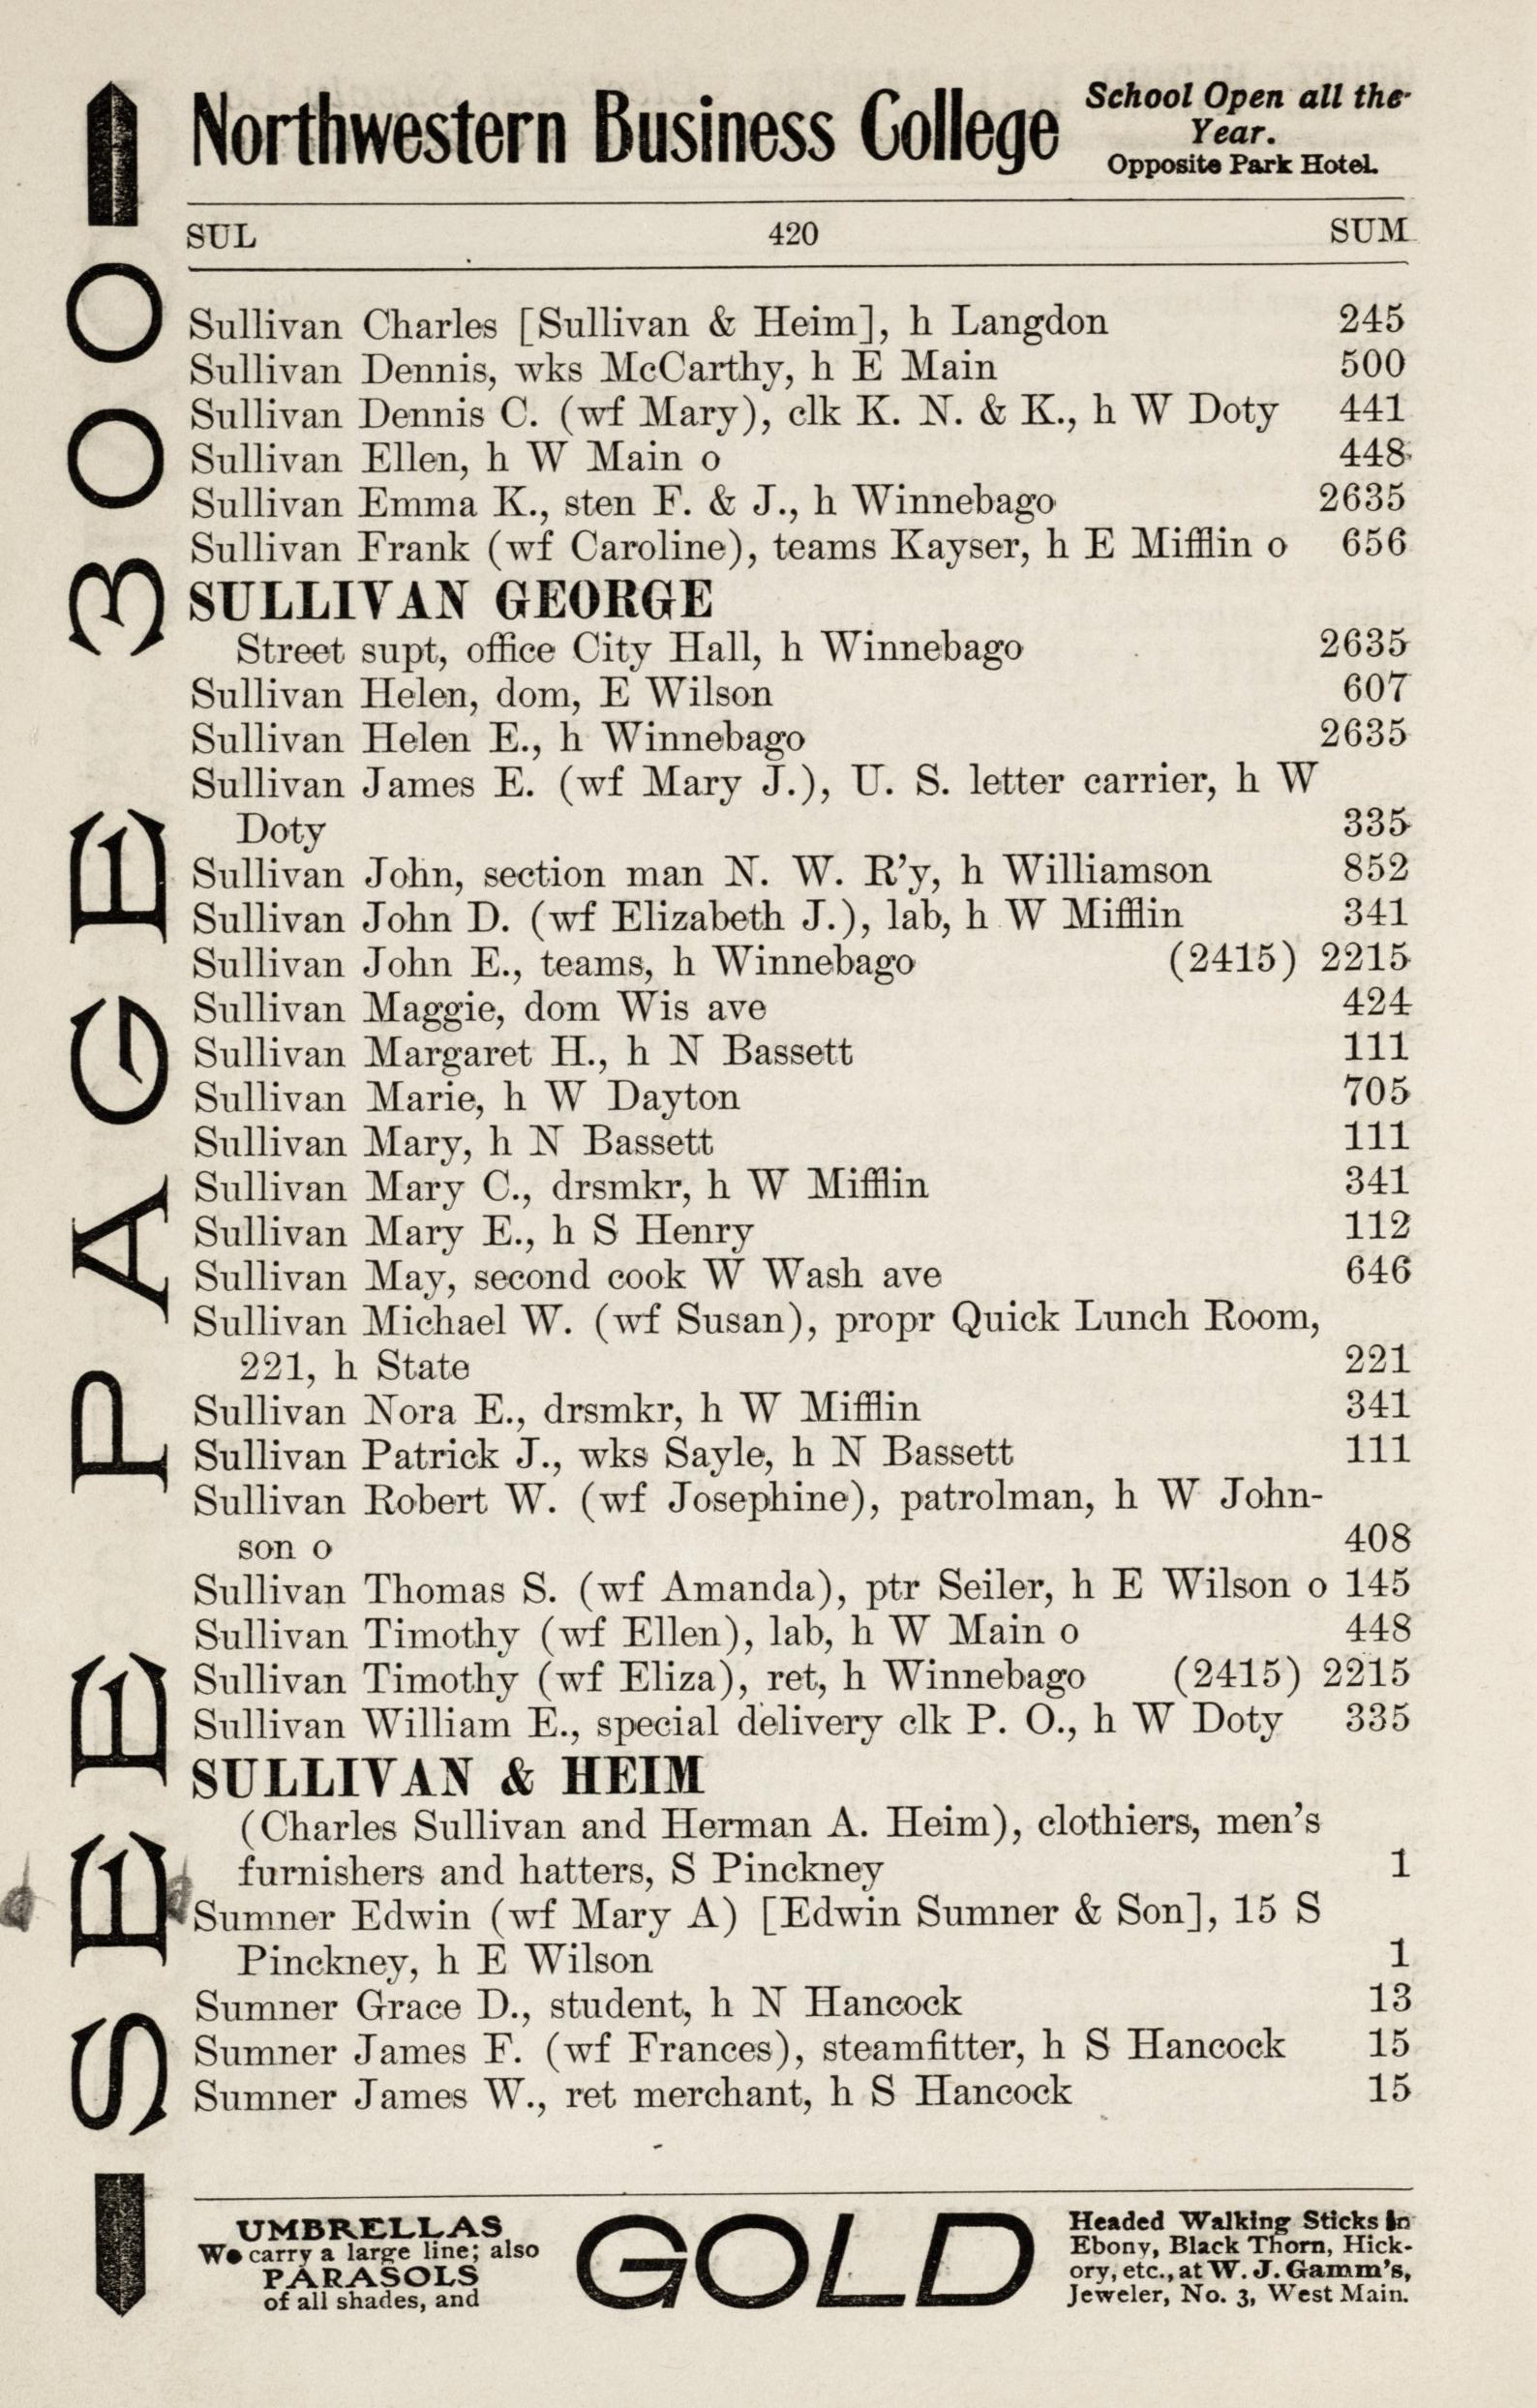 Northwestern Business College
School Open all the
Year.
Opposite Park Hotel.
SUL 420 SUM
Sullivan Charles [Sullivan & Heim], h Langdon 245
Sullivan Dennis, wks McCarthy, h E Main 500
Sullivan Dennis C. (wf Mary), clk K. N. & K., h W Doty 441
Sullivan Ellen, h W Main o 448
Sullivan Emma K., sten F. & J., h Winnebago 2635
Sullivan Frank (wf Caroline), teams Kayser, h E Mifflin o 656
SULLIVAN GEORGE
Street supt, office City Hall, h Winnebago 2635
Sullivan Helen, dom, E Wilson 607
Sullivan Helen E., h Winnebago 2635
Sullivan James E. (wf Mary J.), U. S. letter carrier, h W
Doty 335
Sullivan John, section man N. W. R'y, h Williamson 852
Sullivan John D. (wf Elizabeth J.), lab, h W Mifflin 341
Sullivan John E., teams, h Winnebago (2415) 2215
Sullivan Maggie, dom Wis ave 424
Sullivan Margaret H., h N Bassett 111
Sullivan Marie, h W Dayton 705
Sullivan Mary, h N Bassett 111
Sullivan Mary C., drsmkr, h W Mifflin 341
Sullivan Mary E., h S Henry 112
Sullivan May, second cook W Wash ave 646
Sullivan Michael W. (wf Susan), propr Quick Lunch Room,
221, h State 221
Sullivan Nora E., drsmkr, h W Mifflin 341
Sullivan Patrick J., wks Sayle, h N Bassett 111
Sullivan Robert W. (wf Josephine), patrolman, h W John-
son o 408
Sullivan Thomas S. (wf Amanda), ptr Seiler, h E Wilson o 145
Sullivan Timothy (wf Ellen), lab, h W Main o 448
Sullivan Timothy (wf Eliza), ret, h Winnebago (2415) 2215
Sullivan William E., special delivery clk P. O., h W Doty 335
SULLIVAN & HEIM
(Charles Sullivan and Herman A. Heim), clothiers, men's
furnishers and hatters, S Pinckney 1
Sumner Edwin (wf Mary A) [Edwin Sumner & Son], 15 S
Pinckney, h E Wilson 1
Sumner Grace D., student, h N Hancock 13
Sumner James F. (wf Frances), steamfitter, h S Hancock 15
Sumner James W., ret merchant, h S Hancock 15
SEE PAGE 300
UMBRELLAS
We carry a large line; also
PARASOLS
of all shades, and
GOLD
Headed Walking Sticks in
Ebony, Black Thorn, Hick-
ory, etc., at W. J. Gamm's,
Jeweler, No. 3, West Main.